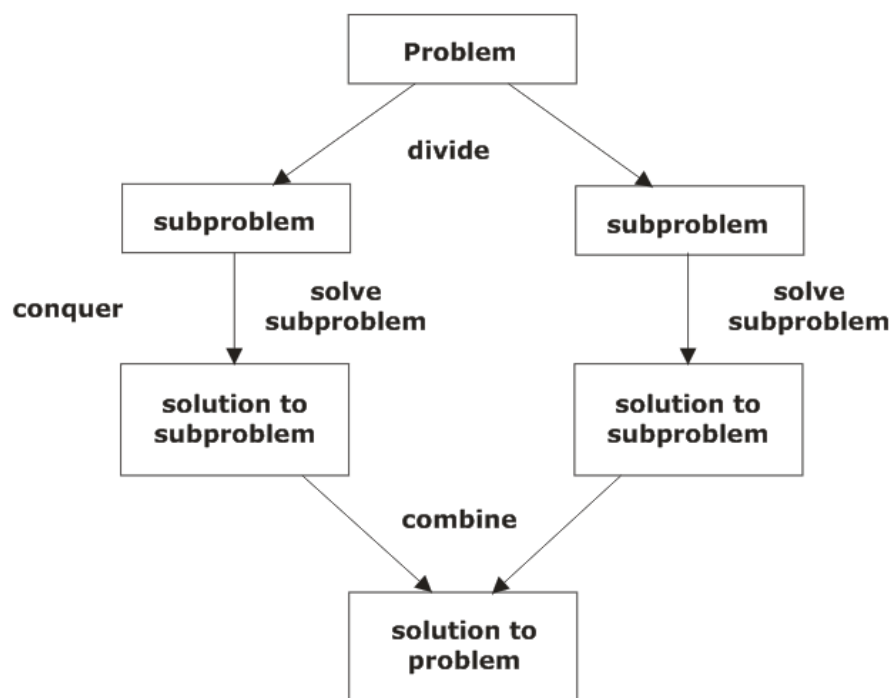 Problem
divide
subproblem
subproblem
conquer
solve
subproblem
solve
subproblem
solution to
subproblem
solution to
subproblem
combine
solution to
problem